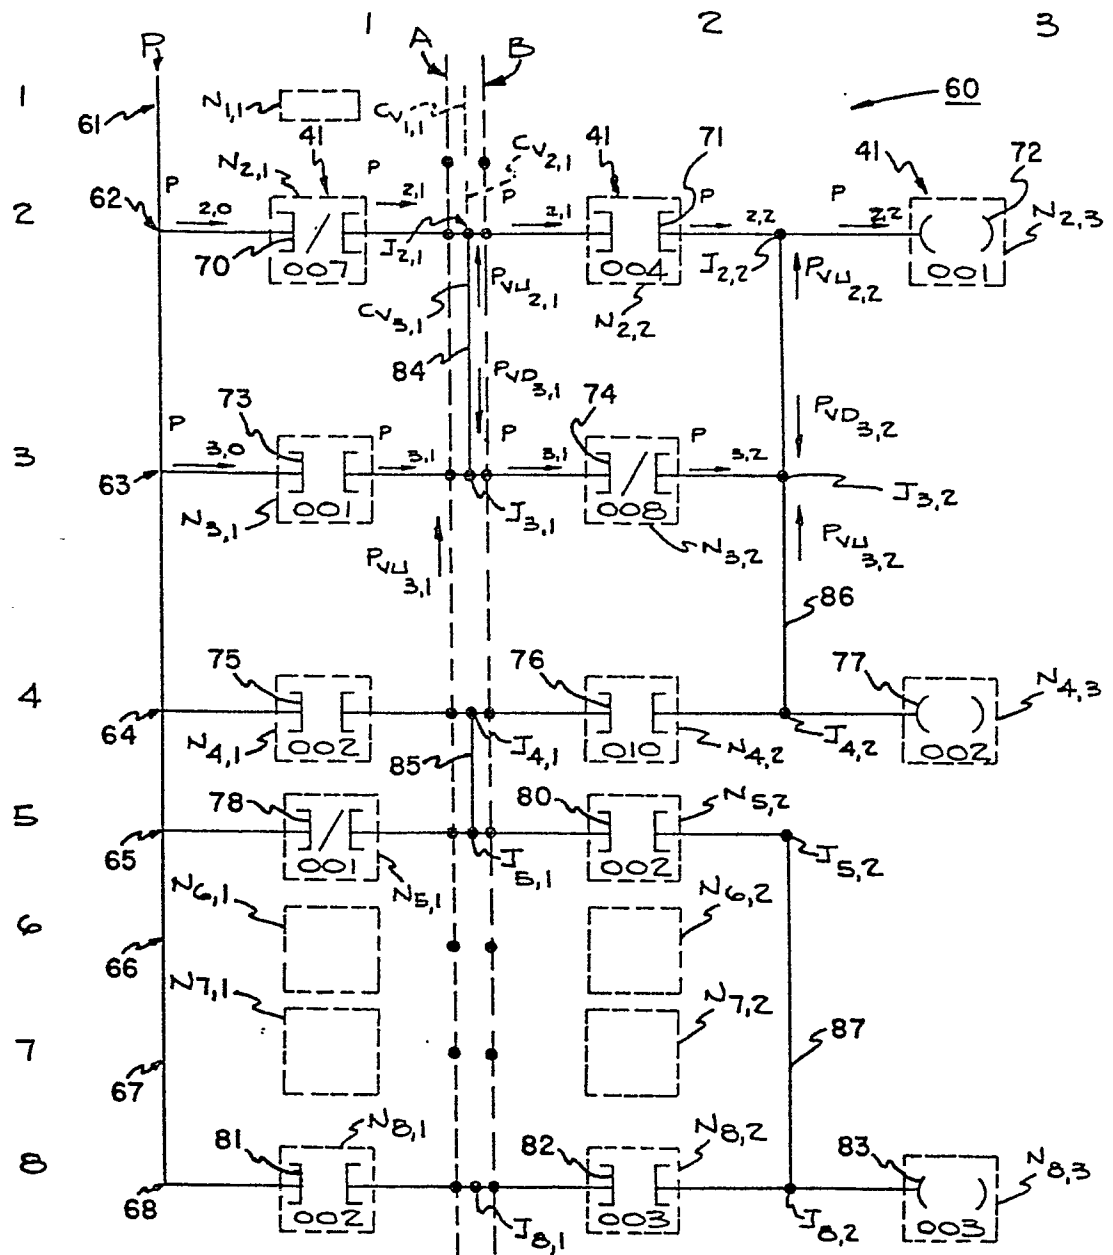 1 2 3
P A B
1 N1,1 CV1,1 60
61
41 CV2,1 41 71 41 72
N2,1
P P P P P
2 62 2,0 2,1 2,1 2,2 2,2 N2,3
70 007 J2,1 004 J2,2 001
PVU2,1 N2,2 PVU2,2
CV3,1
84
PVD3,1
73 74 PVD3,2
P P P P
3 63 3,0 3,1 3,1 3,2 J3,2
N3,1 001 J3,1 008
N3,2
PVU3,1 PVU3,2
86
75 76 77 N4,3
4
64 N4,1 002 J4,1 010 N4,2 J4,2 002
85
78 80 N5,2
5
65 001 N5,1 J5,1 002 J5,2
N6,1 N6,2
6 66
N7,1 N7,2
7 67 87
N8,1 N8,2
81 82 83 N8,3
8
68 002 J8,1 003 J8,2 003